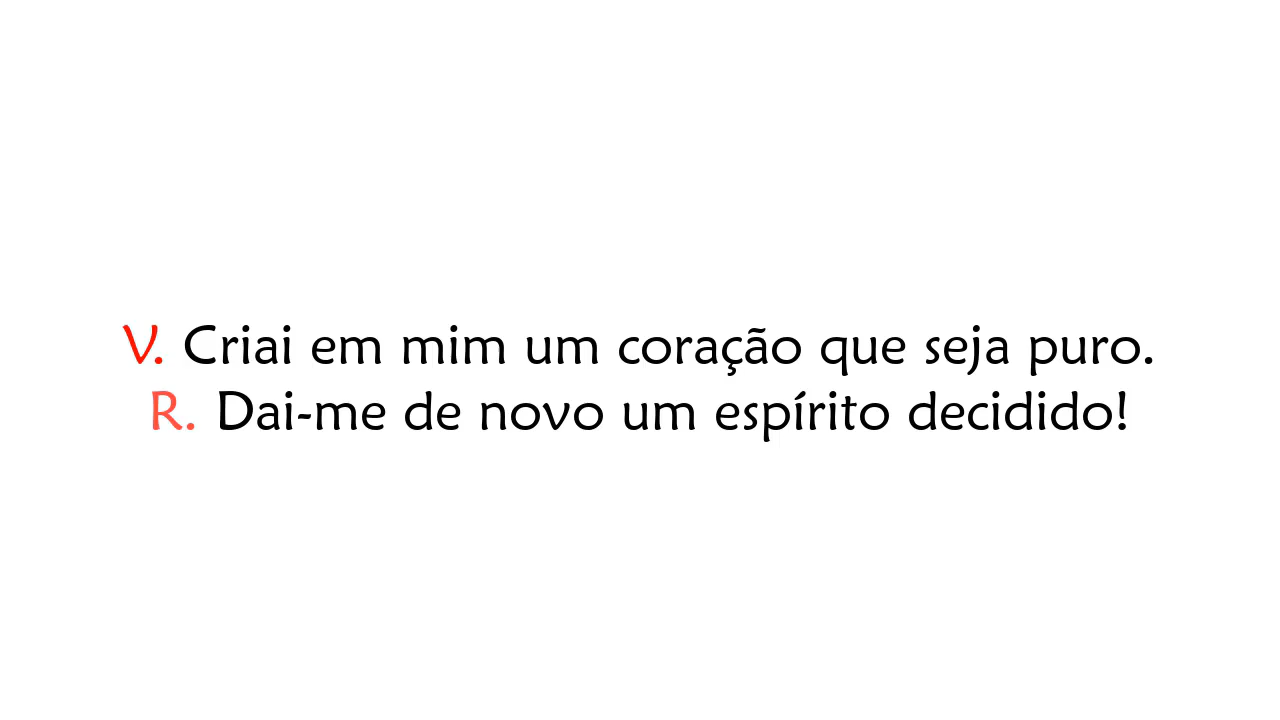 V. Criai em mim um coração que seja puro.
R. Dai-me de novo um espírito decidido!